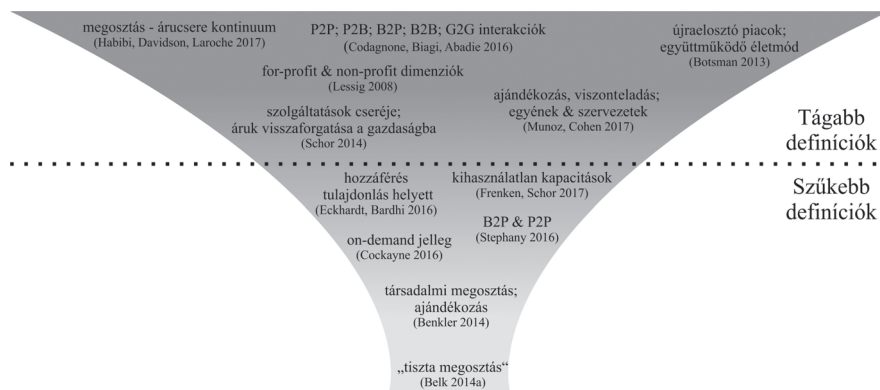 megosztás - árucsere kontinuum
(Habibi, Davidson, Laroche 2017)
P2P; P2B; B2P; B2B; G2G interakciók
(Codagnone, Biagi, Abadie 2016)
újraelosztó piacok;
együttműködő életmód
(Botsman 2013)
for-profit & non-profit dimenziók
(Lessig 2008)
szolgáltatások cseréje;
áruk visszaforgatása a gazdaságba
(Schor 2014)
ajándékozás, viszonteladás;
egyének & szervezetek
(Munoz, Cohen 2017)
Tágabb
definíciók
Szűkebb
definíciók
hozzáférés
tulajdonlás helyett
(Eckhardt, Bardhi 2016)
kihasználatlan kapacitások
(Frenken, Schor 2017)
B2P & P2P
(Stephany 2016)
on-demand jelleg
(Cockayne 2016)
társadalmi megosztás;
ajándékozás
(Benkler 2014)
„tiszta megosztás“
(Belk 2014a)